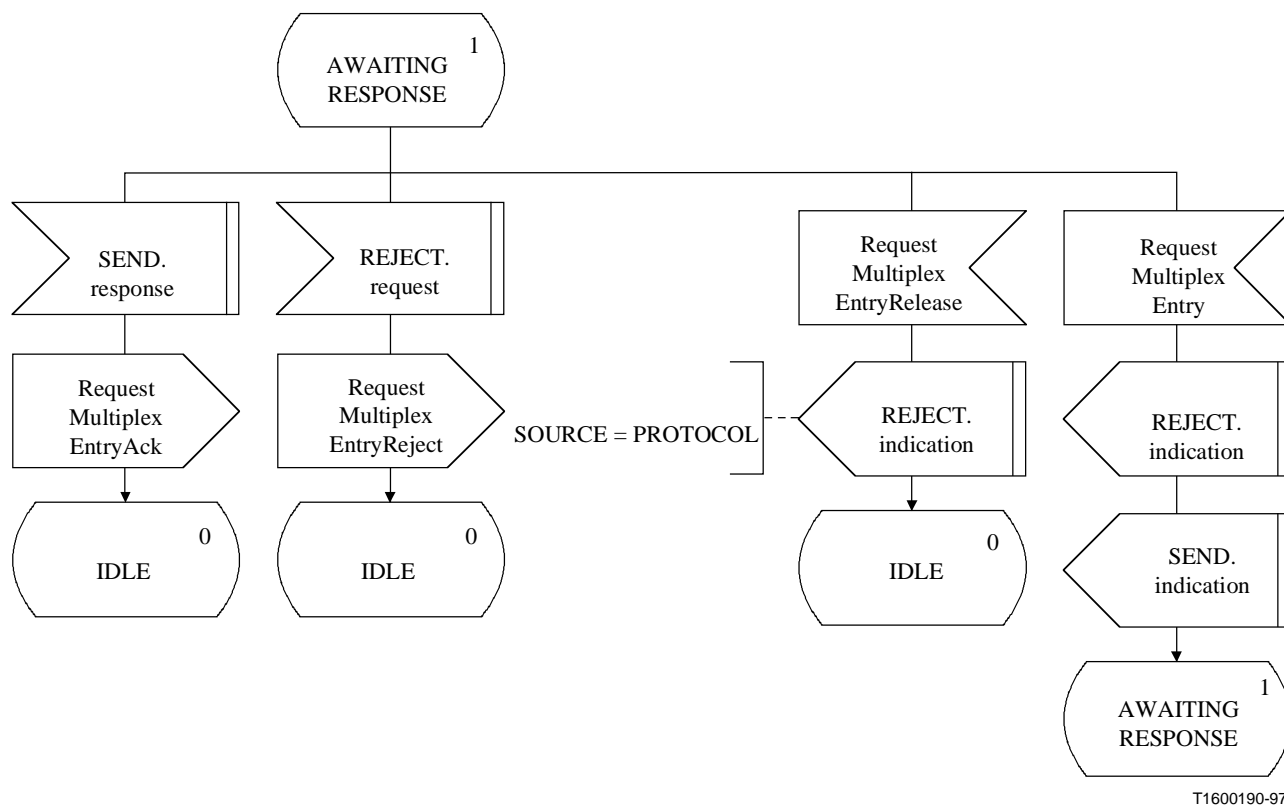 1
AWAITING
RESPONSE
SEND.
response
REJECT.
request
Request
Multiplex
EntryRelease
Request
Multiplex
Entry
Request
Multiplex
EntryAck
Request
Multiplex
EntryReject
SOURCE = PROTOCOL
REJECT.
indication
REJECT.
indication
0
IDLE
0
IDLE
0
IDLE
SEND.
indication
1
AWAITING
RESPONSE
T1600190-97